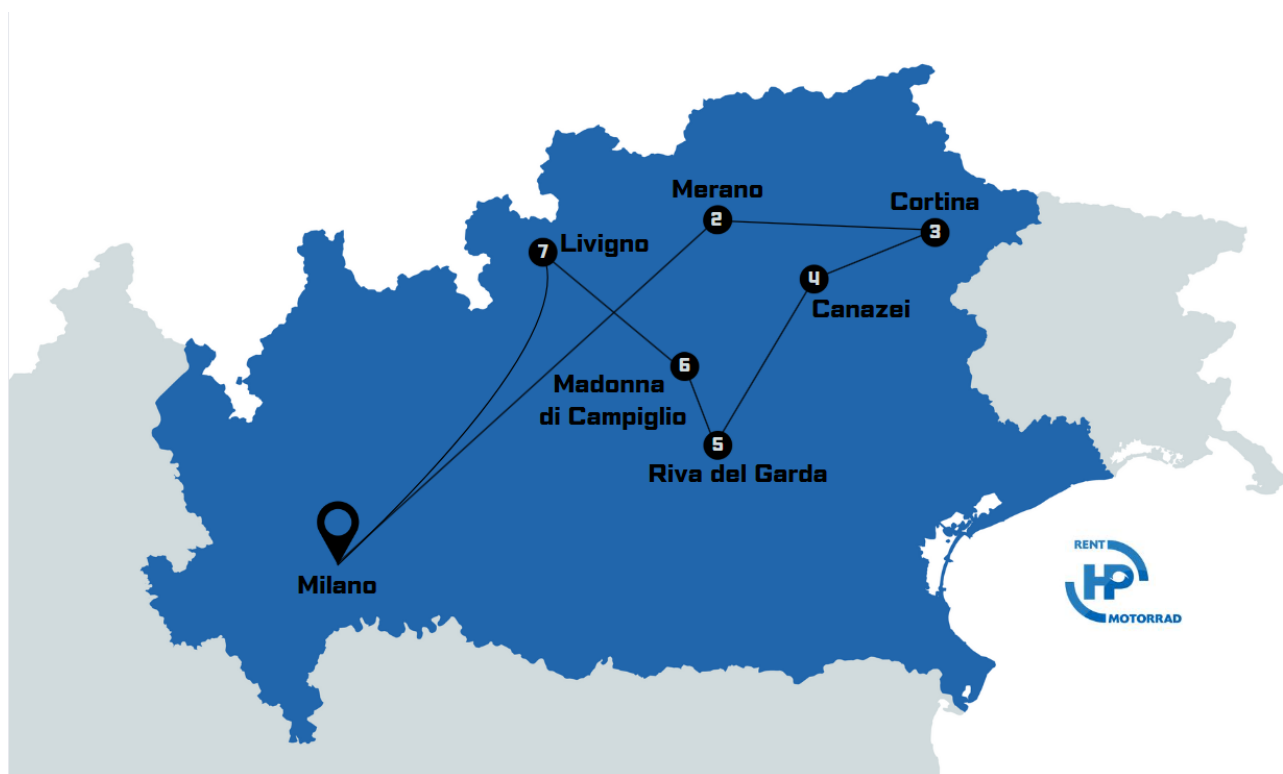 Merano
2
Cortina
3
7
Livigno
4
Canazei
6
Madonna
di Campiglio
5
Riva del Garda
Milano
RENT
HP
MOTORRAD